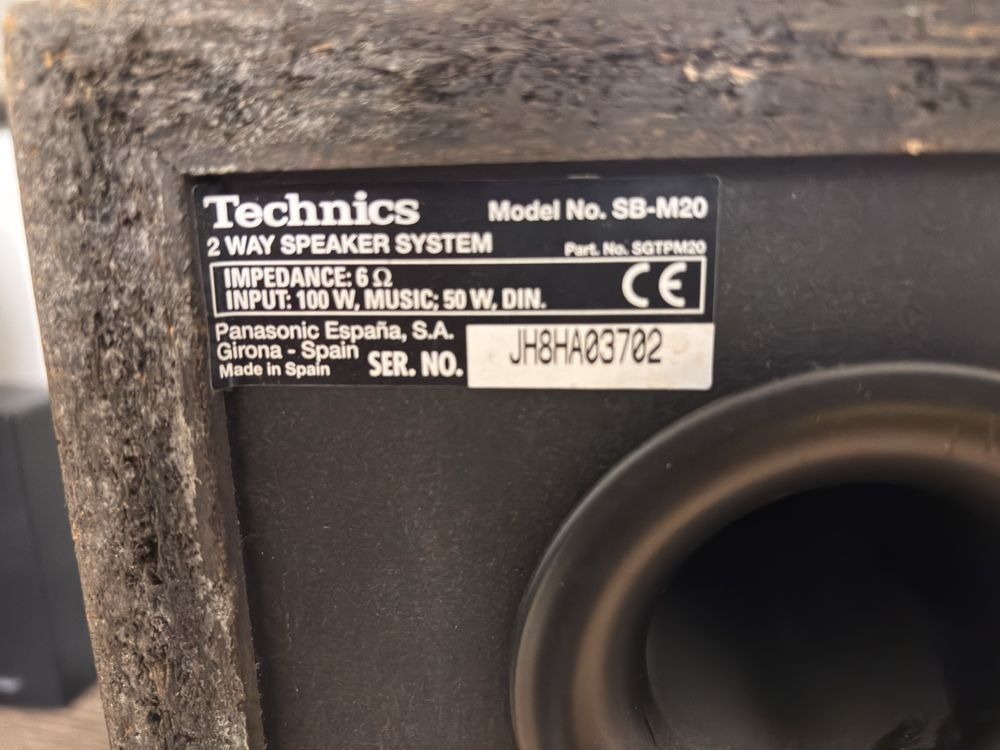 Technics Model No. SB-M20
2 WAY SPEAKER SYSTEM Part. No. SGTPM20
IMPEDANCE: 6 Ω
INPUT: 100 W, MUSIC; 50 W, DIN. CE
Panasonic España, S.A.
Girona - Spain
Made in Spain SER. NO. JH8HA03702